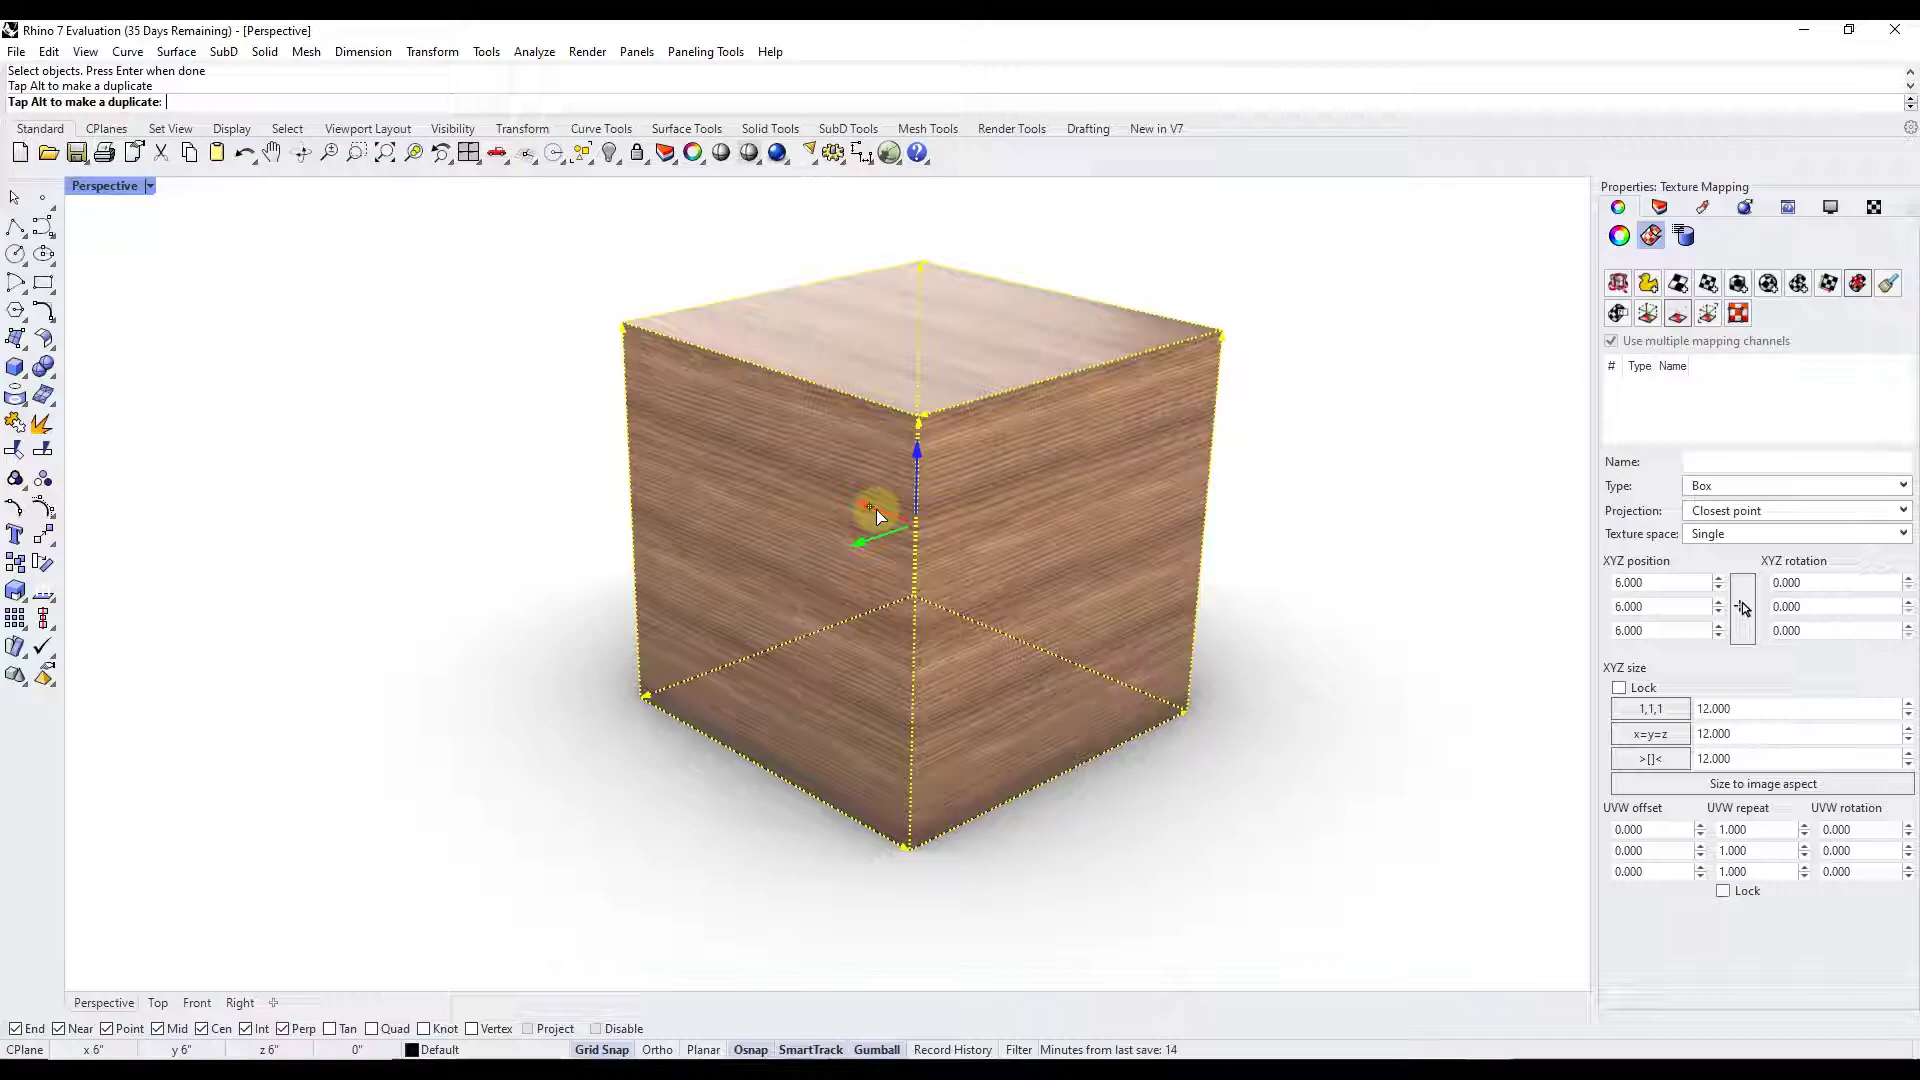 Rhino 7 Evaluation (35 Days Remaining) - [Perspective]
File Edit View Curve Surface SubD Solid Mesh Dimension Transform Tools Analyze Render Panels Paneling Tools Help
Select objects. Press Enter when done
Tap Alt to make a duplicate
Tap Alt to make a duplicate:
Standard CPlanes Set View Display Select Viewport Layout Visibility Transform Curve Tools Surface Tools Solid Tools SubD Tools Mesh Tools Render Tools Drafting New in V7
Perspective
Properties: Texture Mapping
Use multiple mapping channels
# Type Name
Name:
Type: Box
Projection: Closest point
Texture space: Single
XYZ position XYZ rotation
6.000 0.000
6.000 0.000
6.000 0.000
XYZ size
Lock
1,1,1 12.000
x=y=z 12.000
>[]< 12.000
Size to image aspect
UVW offset UVW repeat UVW rotation
0.000 1.000 0.000
0.000 1.000 0.000
0.000 1.000 0.000
Lock
Perspective Top Front Right
End Near Point Mid Cen Int Perp Tan Quad Knot Vertex Project Disable
CPlane x 6" y 6" z 6" 0" Default Grid Snap Ortho Planar Osnap SmartTrack Gumball Record History Filter Minutes from last save: 14